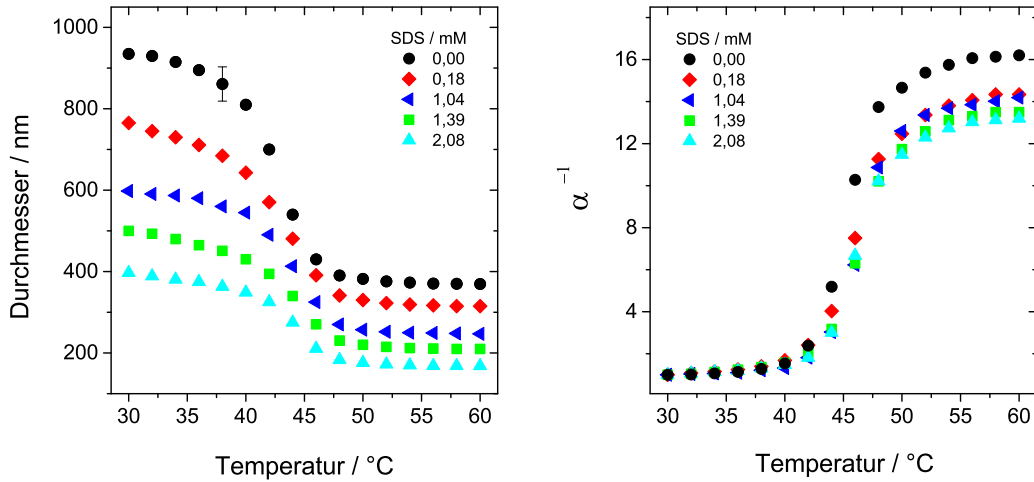 1000
800
600
400
200
30 35 40 45 50 55 60
Durchmesser / nm
Temperatur / °C
SDS / mM
0,00
0,18
1,04
1,39
2,08
16
12
8
4
30 35 40 45 50 55 60
α⁻¹
Temperatur / °C
SDS / mM
0,00
0,18
1,04
1,39
2,08